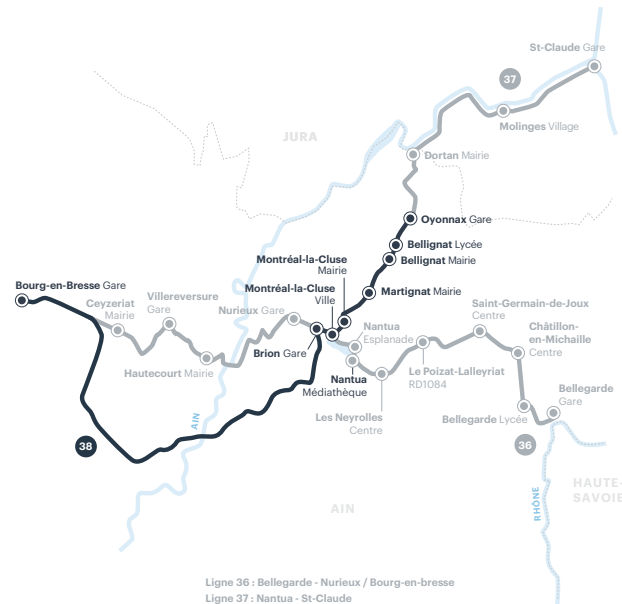 St-Claude Gare
37
Molinges Village
JURA
Dortan Mairie
Oyonnax Gare
Bellignat Lycée
Bellignat Mairie
Montréal-la-Cluse
Mairie
Bourg-en-Bresse Gare
Montréal-la-Cluse
Ville
Martignat Mairie
Ceyzeriat
Mairie
Villereversure
Gare
Nurieux Gare
Saint-Germain-de-Joux
Centre
Nantua
Esplanade
Châtillon-
en-Michaille
Centre
Brion Gare
Hautecourt Mairie
Le Poizat-Lalleyriat
RD1084
Nantua
Médiathèque
Bellegarde
Gare
Les Neyrolles
Centre
Bellegarde Lycée
AIN
38
36
HAUTE-
SAVOIE
RHÔNE
AIN
Ligne 36 : Bellegarde - Nurieux / Bourg-en-bresse
Ligne 37 : Nantua - St-Claude